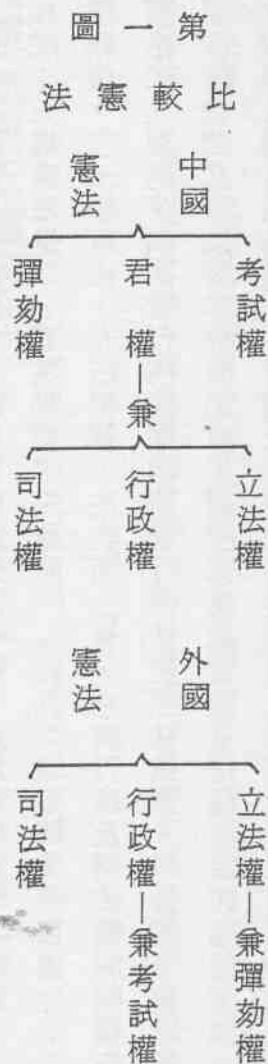 第一圖
比較憲法
中國憲法
考試權
君權—兼
立法權
行政權
司法權
彈劾權
外國憲法
立法權—兼彈劾權
行政權—兼考試權
司法權